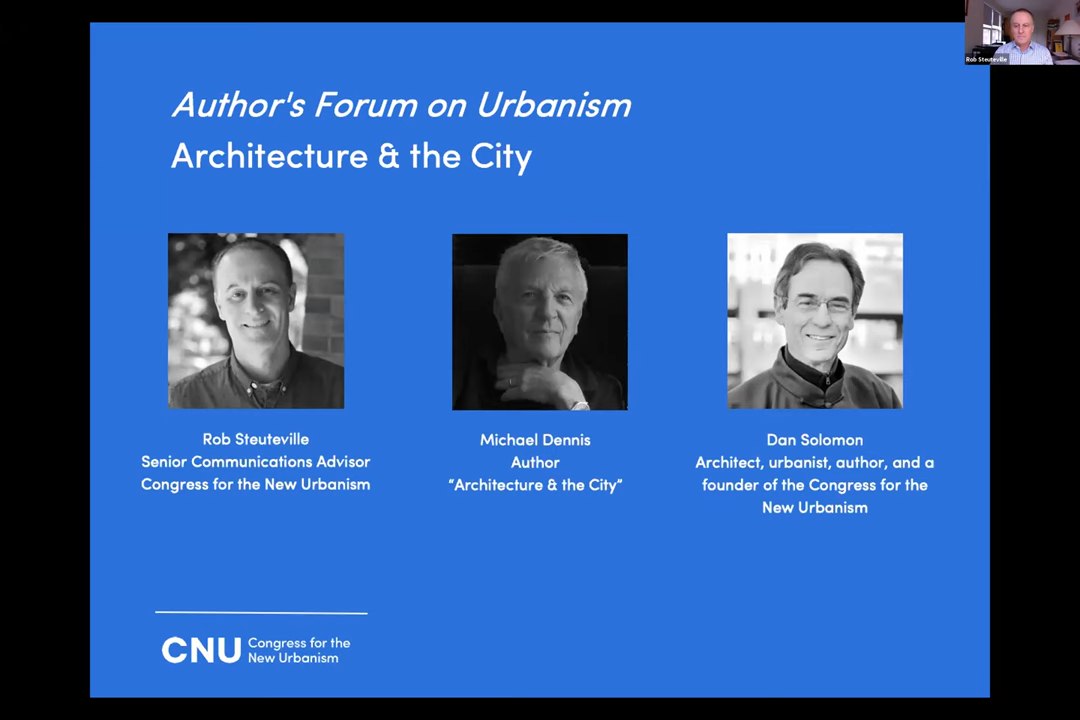 Rob Steuteville
Author's Forum on Urbanism
Architecture & the City
Rob Steuteville
Senior Communications Advisor
Congress for the New Urbanism
Michael Dennis
Author
“Architecture & the City”
Dan Solomon
Architect, urbanist, author, and a
founder of the Congress for the
New Urbanism
CNU
Congress for the
New Urbanism